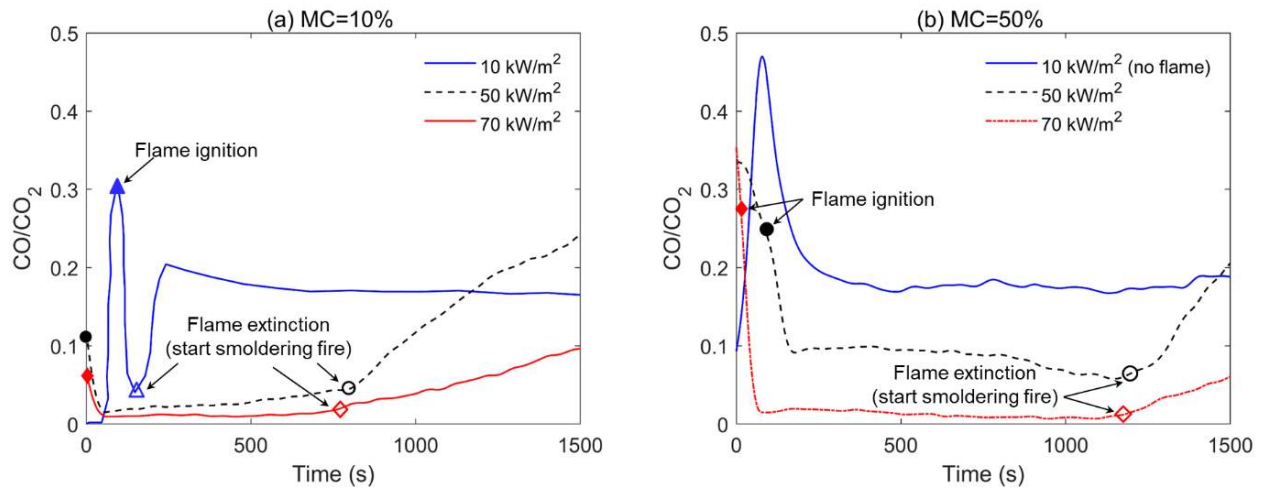 (a) MC=10%
0.5
0.4
0.3
0.2
0.1
0
CO/CO2
10 kW/m2
50 kW/m2
70 kW/m2
Flame ignition
Flame extinction
(start smoldering fire)
0
500
1000
1500
Time (s)
(b) MC=50%
0.5
0.4
0.3
0.2
0.1
0
CO/CO2
10 kW/m2 (no flame)
50 kW/m2
70 kW/m2
Flame ignition
Flame extinction
(start smoldering fire)
0
500
1000
1500
Time (s)